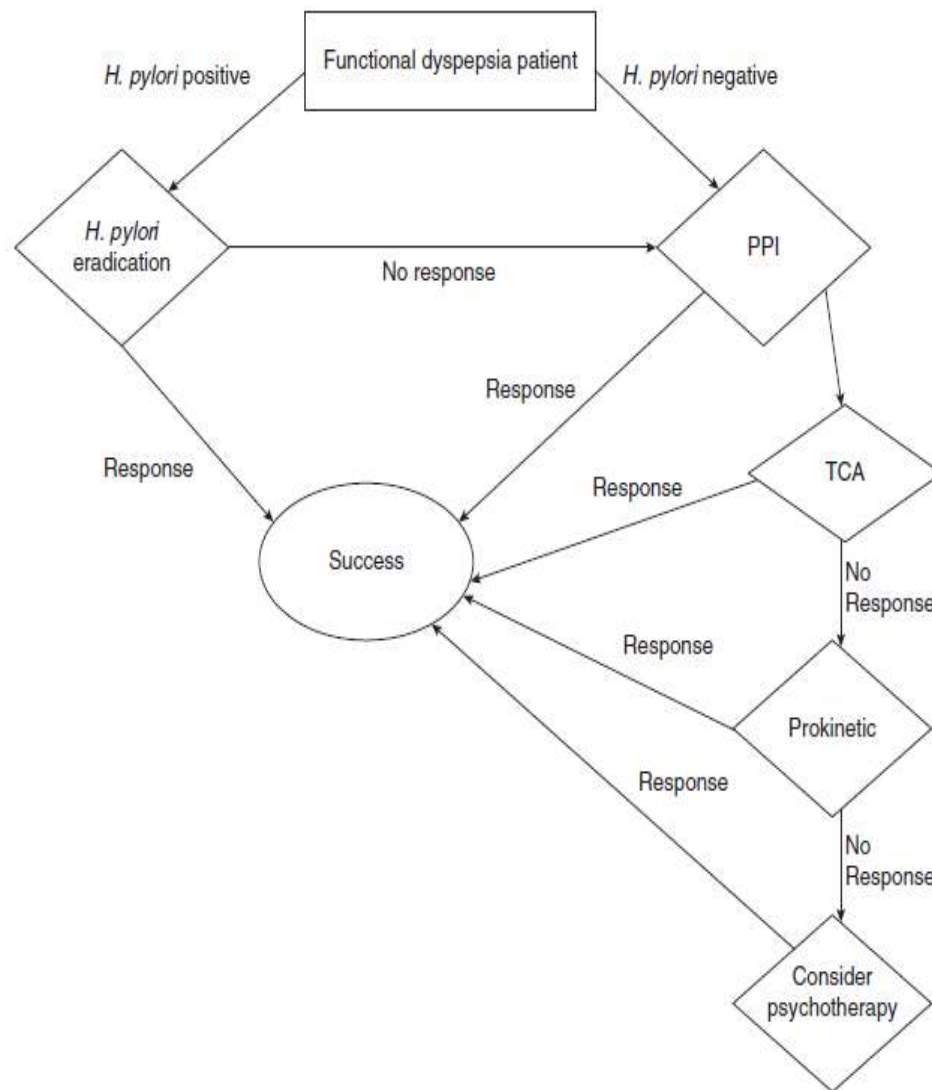 Functional dyspepsia patient
H. pylori positive
H. pylori negative
H. pylori
eradication
PPI
No response
Response
Response
TCA
Response
Success
No
Response
Response
Prokinetic
Response
No
Response
Consider
psychotherapy